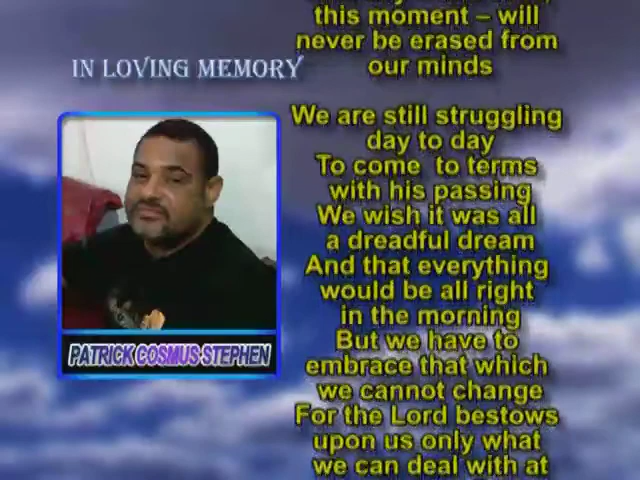 IN LOVING MEMORY
PATRICK COSMUS STEPHEN
this moment – will
never be erased from
our minds
We are still struggling
day to day
To come to terms
with his passing
We wish it was all
a dreadful dream
And that everything
would be all right
in the morning
But we have to
embrace that which
we cannot change
For the Lord bestows
upon us only what
we can deal with at